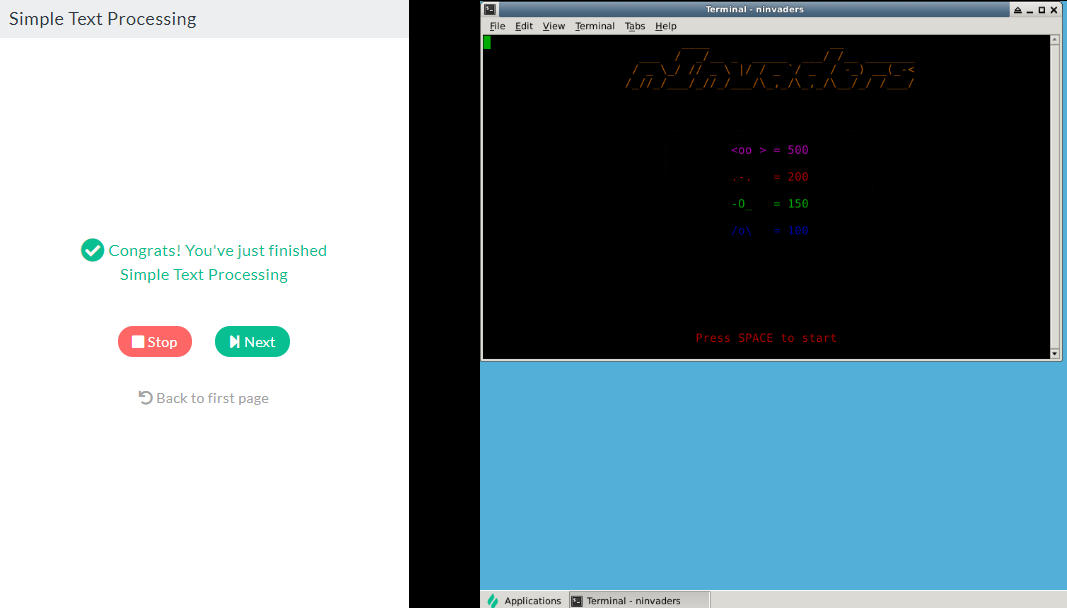 Simple Text Processing
Congrats! You've just finished
Simple Text Processing
Stop
Next
Back to first page
Terminal - ninvaders
File Edit View Terminal Tabs Help
<oo > = 500
.-. = 200
-O_ = 150
/o\ = 100
Press SPACE to start
Applications
Terminal - ninvaders